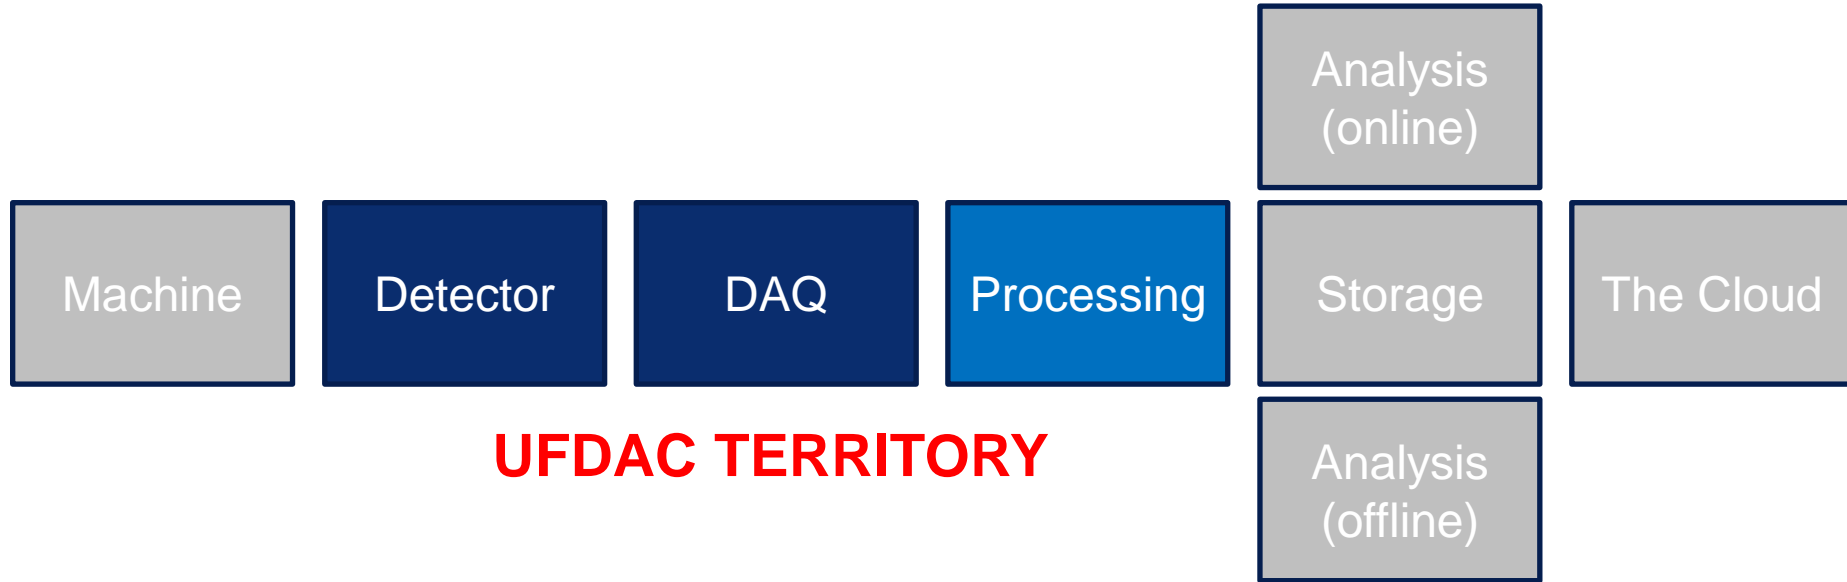 Machine
Detector
DAQ
Processing
Analysis
(online)
Storage
Analysis
(offline)
The Cloud
UFDAC TERRITORY